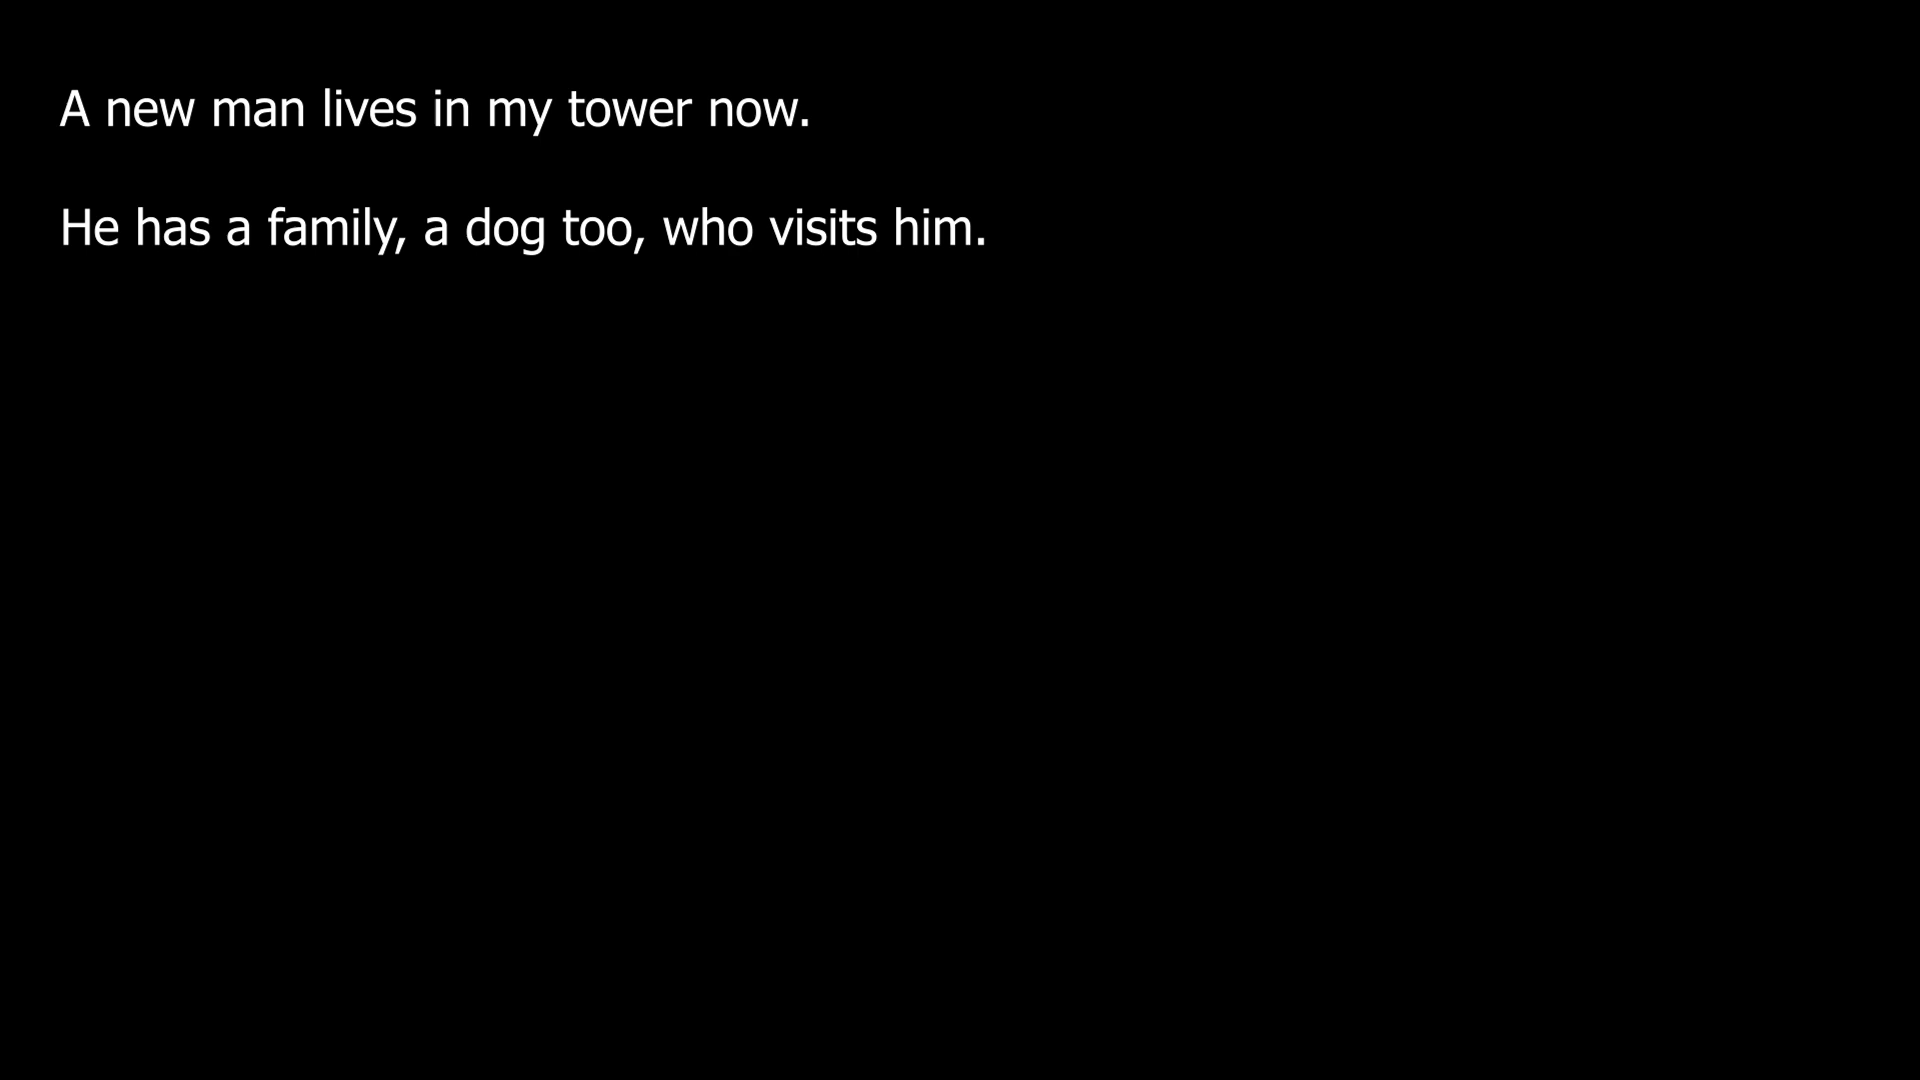 A new man lives in my tower now.
He has a family, a dog too, who visits him.